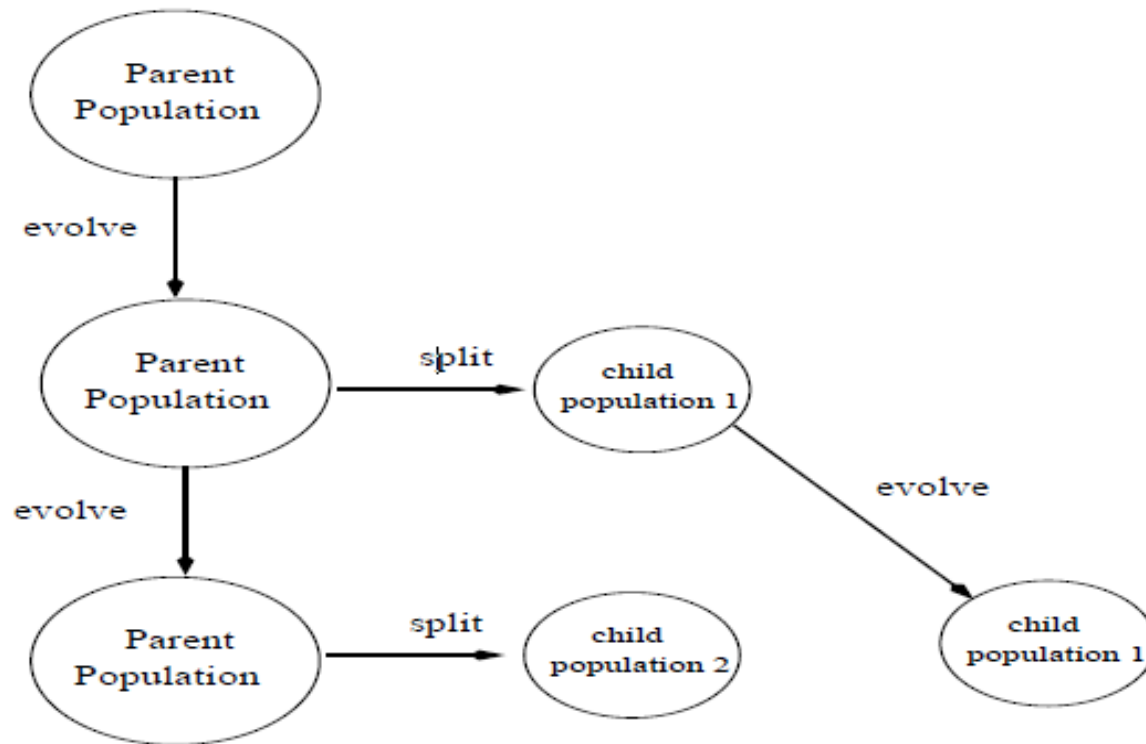 Parent
Population
evolve
Parent
Population
split
child
population 1
evolve
evolve
Parent
Population
split
child
population 2
child
population 1